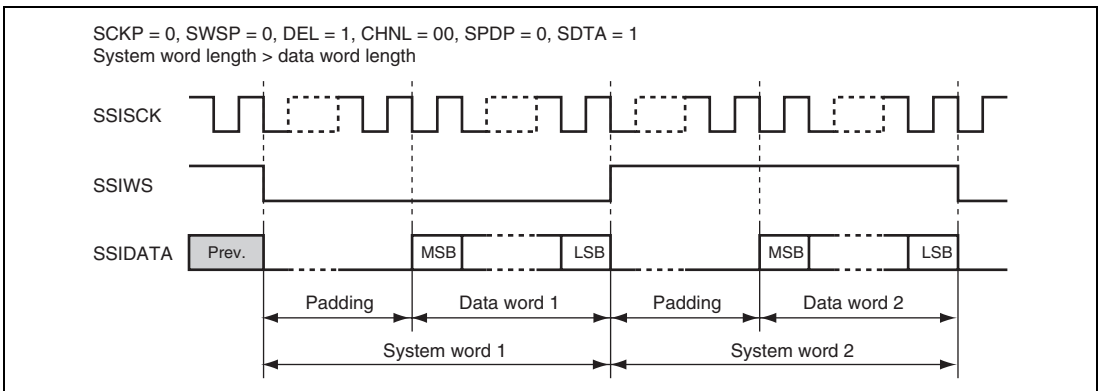 SCKP = 0, SWSP = 0, DEL = 1, CHNL = 00, SPDP = 0, SDTA = 1
System word length > data word length
SSISCK
SSIWS
SSIDATA Prev. MSB LSB MSB LSB
Padding Data word 1 Padding Data word 2
System word 1 System word 2